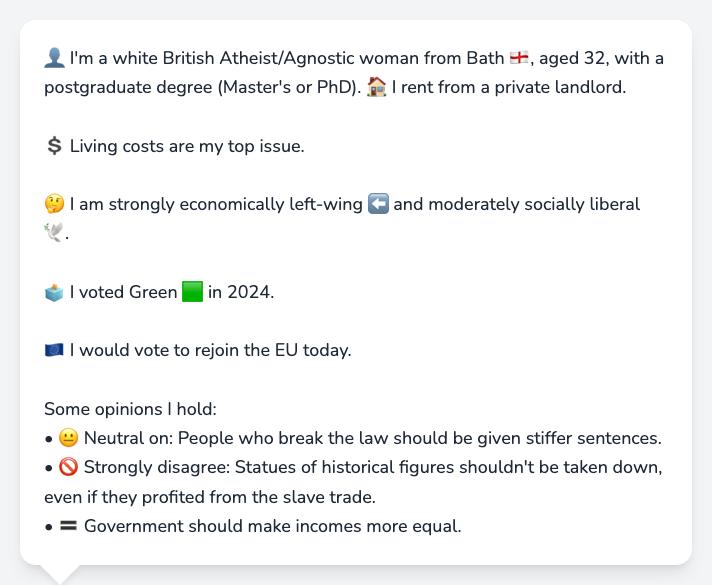 👤 I'm a white British Atheist/Agnostic woman from Bath 🏴󠁧󠁢󠁥󠁮󠁧󠁿, aged 32, with a
postgraduate degree (Master's or PhD). 🏠 I rent from a private landlord.
💲 Living costs are my top issue.
🤔 I am strongly economically left-wing ⬅️ and moderately socially liberal
🕊️.
🗳️ I voted Green 🟩 in 2024.
🇪🇺 I would vote to rejoin the EU today.
Some opinions I hold:
• 😐 Neutral on: People who break the law should be given stiffer sentences.
• 🚫 Strongly disagree: Statues of historical figures shouldn't be taken down,
even if they profited from the slave trade.
• 🟰 Government should make incomes more equal.